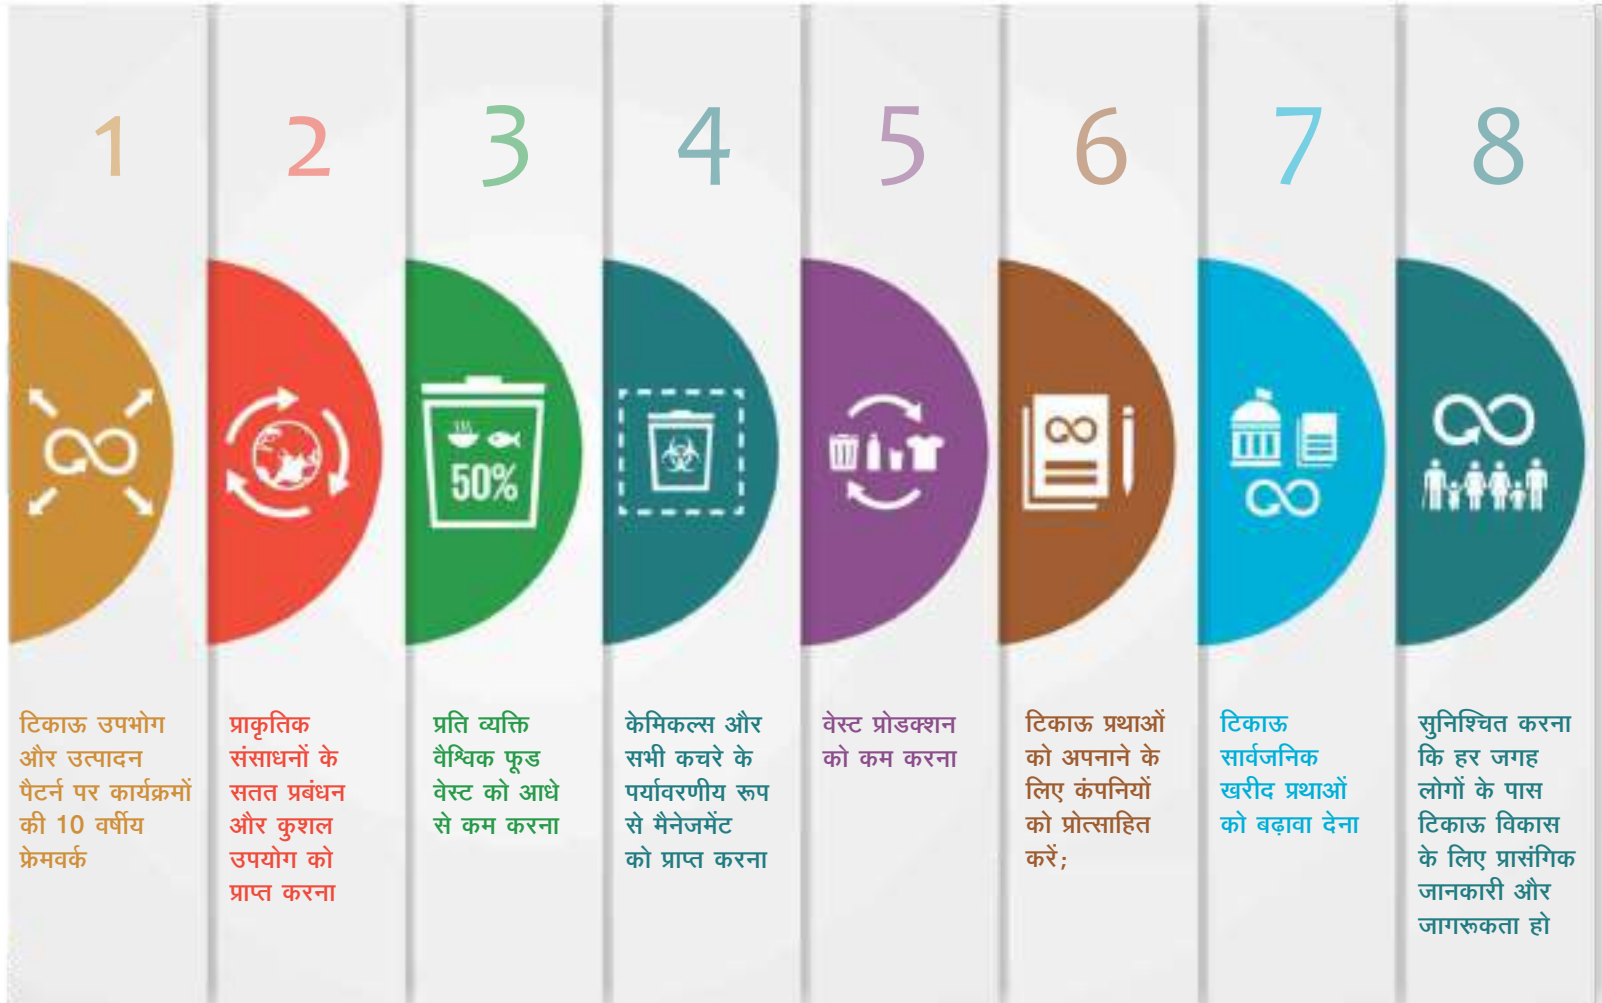 1
2
3
4
5
6
7
8
50%
टिकाऊ उपभोग
और उत्पादन
पैटर्न पर कार्यक्रमों
की 10 वर्षीय
फ्रेमवर्क
प्राकृतिक
संसाधनों के
सतत प्रबंधन
और कुशल
उपयोग को
प्राप्त करना
प्रति व्यक्ति
वैश्विक फूड
वेस्ट को आधे
से कम करना
केमिकल्स और
सभी कचरे के
पर्यावरणीय रूप
से मैनेजमेंट
को प्राप्त करना
वेस्ट प्रोडक्शन
को कम करना
टिकाऊ प्रथाओं
को अपनाने के
लिए कंपनियों
को प्रोत्साहित
करें;
टिकाऊ
सार्वजनिक
खरीद प्रथाओं
को बढ़ावा देना
सुनिश्चित करना
कि हर जगह
लोगों के पास
टिकाऊ विकास
के लिए प्रासंगिक
जानकारी और
जागरूकता हो